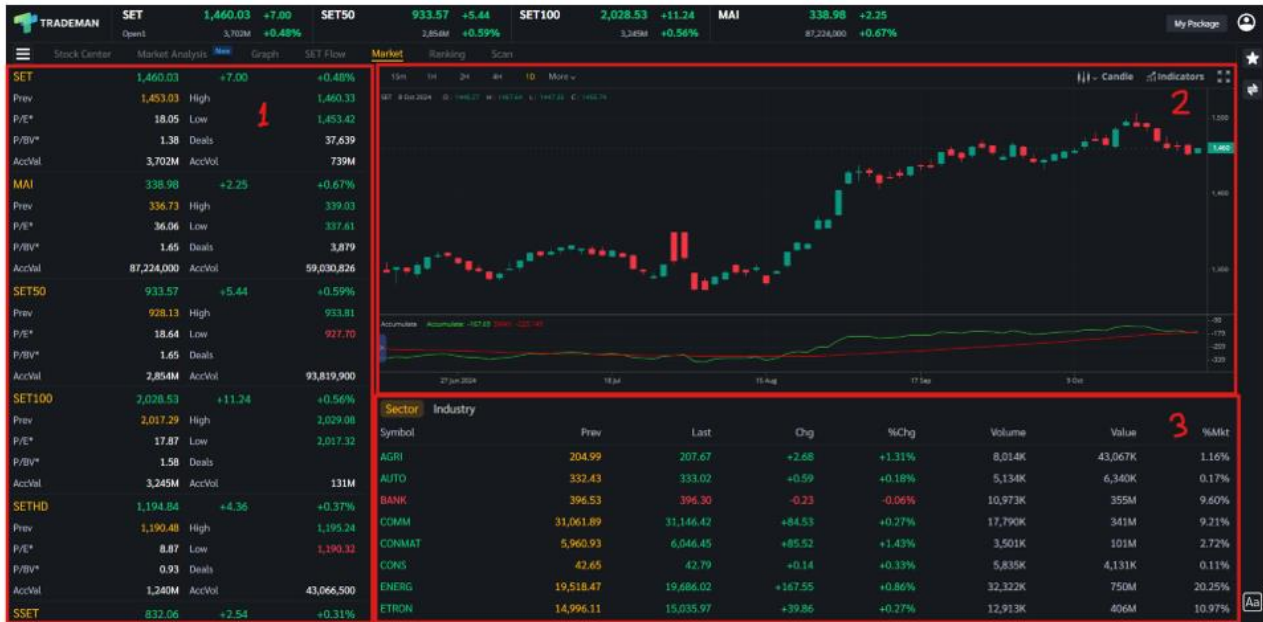 TRADEMAN
SET 1,460.03 +7.00 SET50 933.57 +5.44 SET100 2,028.53 +11.24 MAI 338.98 +2.25
Open1 3,702M +0.48% 2,854M +0.59% 3,245M +0.56% 87,224,000 +0.67%
My Package
Stock Center Market Analysis New Graph SET Flow Market Ranking Scan
SET 1,460.03 +7.00 +0.48%
Prev 1,453.03 High 1,460.33
P/E* 18.05 Low 1,453.42
P/BV* 1.38 Deals 37,639
AccVal 3,702M AccVol 739M
1
MAI 338.98 +2.25 +0.67%
Prev 336.73 High 339.03
P/E* 36.06 Low 337.61
P/BV* 1.65 Deals 3,879
AccVal 87,224,000 AccVol 59,030,826
SET50 933.57 +5.44 +0.59%
Prev 928.13 High 933.81
P/E* 18.64 Low 927.70
P/BV* 1.65 Deals
AccVal 2,854M AccVol 93,819,900
SET100 2,028.53 +11.24 +0.56%
Prev 2,017.29 High 2,029.08
P/E* 17.87 Low 2,017.32
P/BV* 1.58 Deals
AccVal 3,245M AccVol 131M
SETHD 1,194.84 +4.36 +0.37%
Prev 1,190.48 High 1,195.24
P/E* 8.87 Low 1,190.32
P/BV* 0.93 Deals
AccVal 1,240M AccVol 43,066,500
SSET 832.06 +2.54 +0.31%
15m 1H 2H 4H 1D More Candle Indicators
2
SET 8 Oct 2024
1,500
1,460
1,400
1,300
Accumulate Accumulate
27 Jun 2024 18 Jul 15 Aug 17 Sep 9 Oct
Sector Industry
3
Symbol Prev Last Chg %Chg Volume Value %Mkt
AGRI 204.99 207.67 +2.68 +1.31% 8,014K 43,067K 1.16%
AUTO 332.43 333.02 +0.59 +0.18% 5,134K 6,340K 0.17%
BANK 396.53 396.30 -0.23 -0.06% 10,973K 355M 9.60%
COMM 31,061.89 31,146.42 +84.53 +0.27% 17,790K 341M 9.21%
CONMAT 5,960.93 6,046.45 +85.52 +1.43% 3,501K 101M 2.72%
CONS 42.65 42.79 +0.14 +0.33% 5,835K 4,131K 0.11%
ENERG 19,518.47 19,686.02 +167.55 +0.86% 32,322K 750M 20.25%
ETRON 14,996.11 15,035.97 +39.86 +0.27% 12,913K 406M 10.97%
Aa